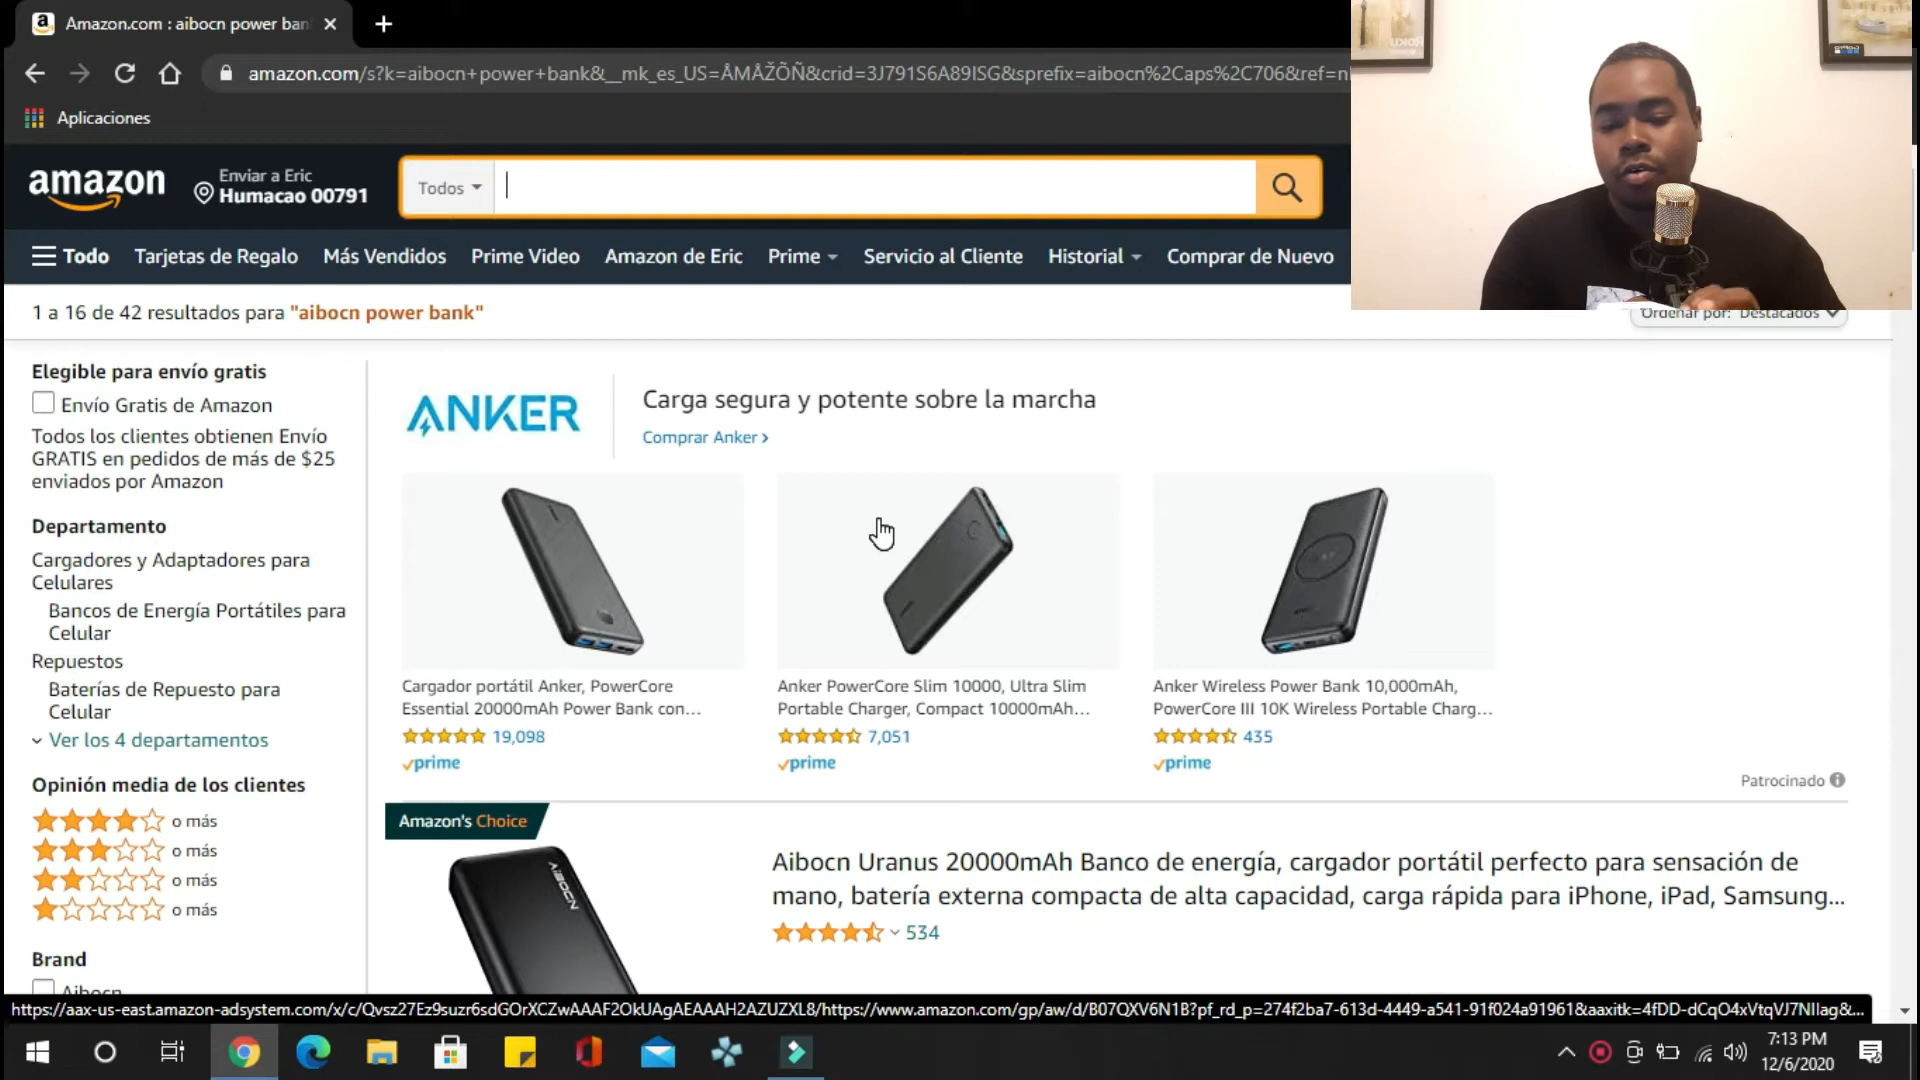 Amazon.com : aibocn power ban
amazon.com/s?k=aibocn+power+bank&__mk_es_US=ÅMÅŽÕÑ&crid=3J791S6A89ISG&sprefix=aibocn%2Caps%2C706&ref=n
Aplicaciones
amazon
Enviar a Eric
Humacao 00791
Todos
Todo Tarjetas de Regalo Más Vendidos Prime Video Amazon de Eric Prime Servicio al Cliente Historial Comprar de Nuevo
1 a 16 de 42 resultados para "aibocn power bank"
Ordenar por: Destacados
Elegible para envío gratis
Envío Gratis de Amazon
Todos los clientes obtienen Envío
GRATIS en pedidos de más de $25
enviados por Amazon
Departamento
Cargadores y Adaptadores para
Celulares
Bancos de Energía Portátiles para
Celular
Repuestos
Baterías de Repuesto para
Celular
Ver los 4 departamentos
Opinión media de los clientes
o más
o más
o más
o más
Brand
Aibocn
ANKER
Carga segura y potente sobre la marcha
Comprar Anker
Cargador portátil Anker, PowerCore
Essential 20000mAh Power Bank con...
19,098
prime
Anker PowerCore Slim 10000, Ultra Slim
Portable Charger, Compact 10000mAh...
7,051
prime
Anker Wireless Power Bank 10,000mAh,
PowerCore III 10K Wireless Portable Charg...
435
prime
Patrocinado
Amazon's Choice
AiBOCN
Aibocn Uranus 20000mAh Banco de energía, cargador portátil perfecto para sensación de
mano, batería externa compacta de alta capacidad, carga rápida para iPhone, iPad, Samsung...
534
https://aax-us-east.amazon-adsystem.com/x/c/Qvsz27Ez9suzr6sdGOrXCZwAAAF2OkUAgAEAAAH2AZUZXL8/https://www.amazon.com/gp/aw/d/B07QXV6N1B?pf_rd_p=274f2ba7-613d-4449-a541-91f024a91961&aaxitk=4fDD-dCqO4xVtqVJ7NIIag&...
7:13 PM
12/6/2020